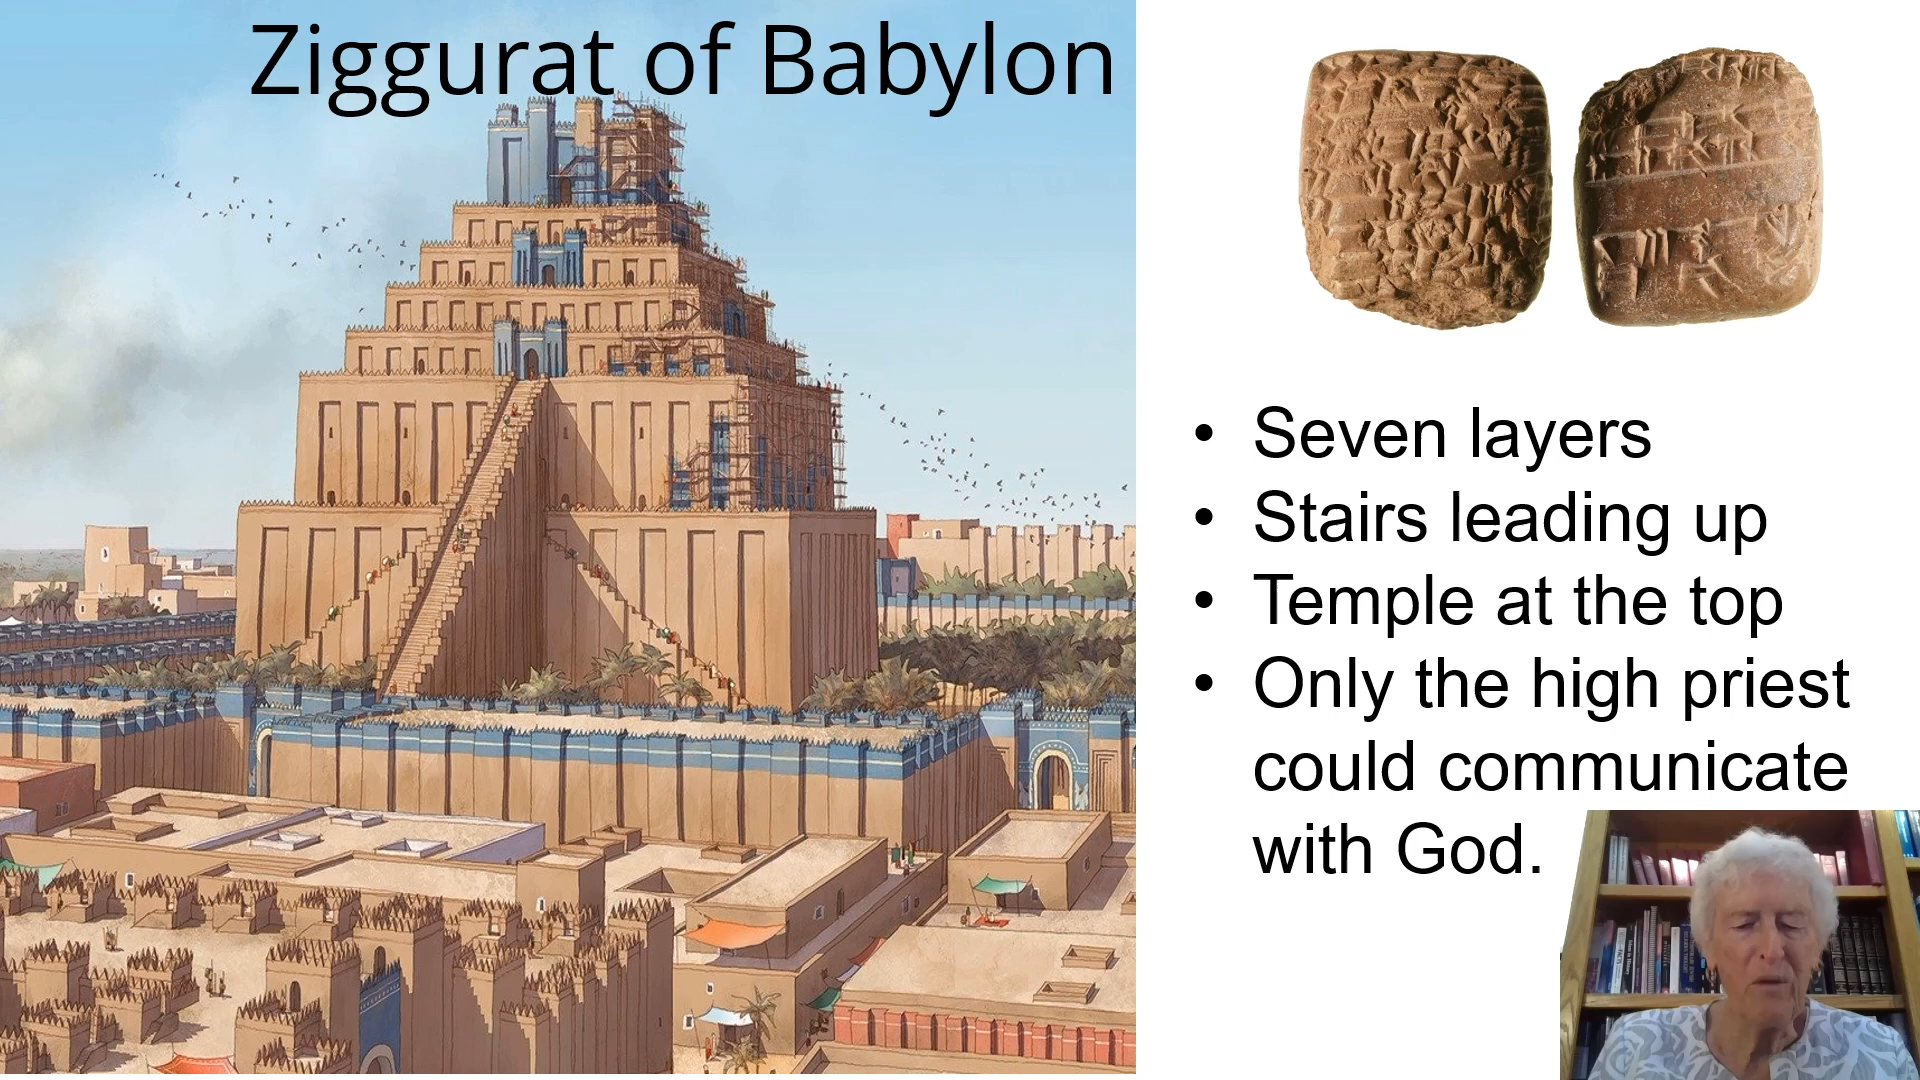 Ziggurat of Babylon
• Seven layers
• Stairs leading up
• Temple at the top
• Only the high priest
could communicate
with God.